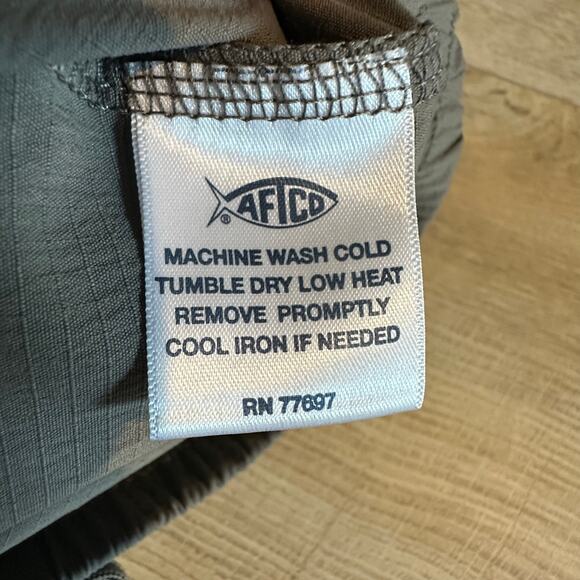 AFTCO
®
MACHINE WASH COLD
TUMBLE DRY LOW HEAT
REMOVE PROMPTLY
COOL IRON IF NEEDED
RN 77697